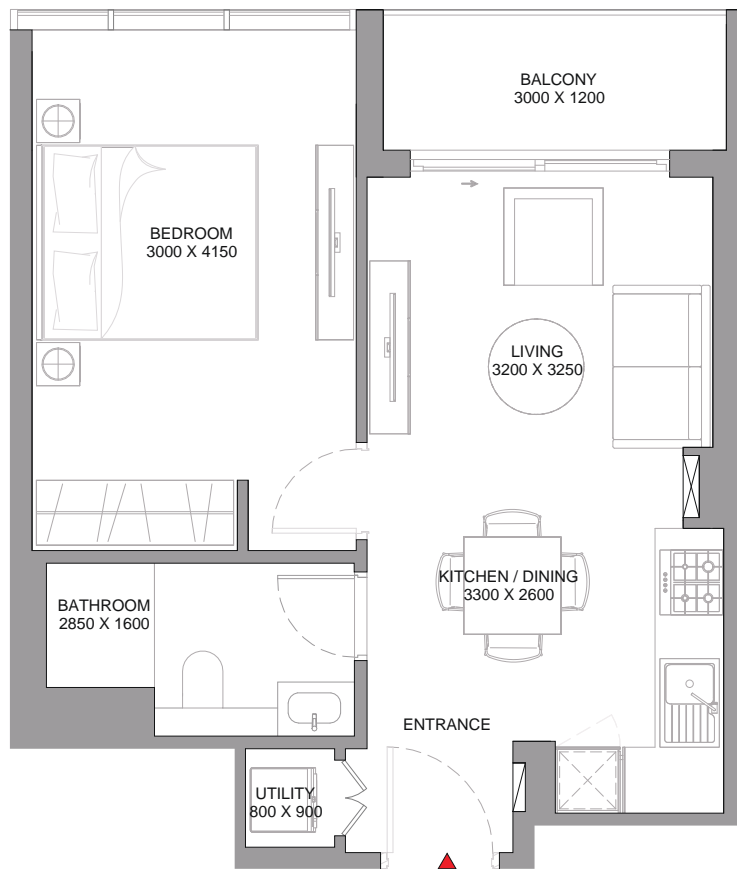 BALCONY
3000 X 1200
BEDROOM
3000 X 4150
LIVING
3200 X 3250
KITCHEN / DINING
3300 X 2600
BATHROOM
2850 X 1600
ENTRANCE
UTILITY
800 X 900